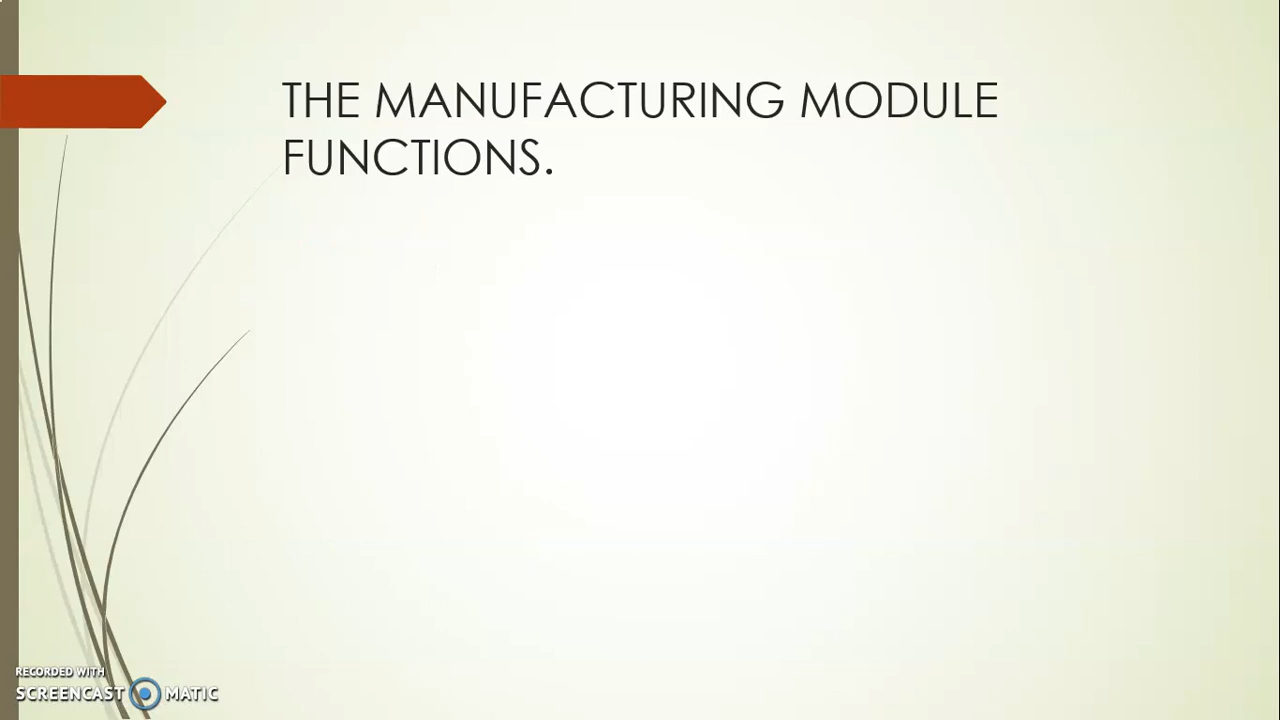 THE MANUFACTURING MODULE
FUNCTIONS.
RECORDED WITH
SCREENCAST MATIC